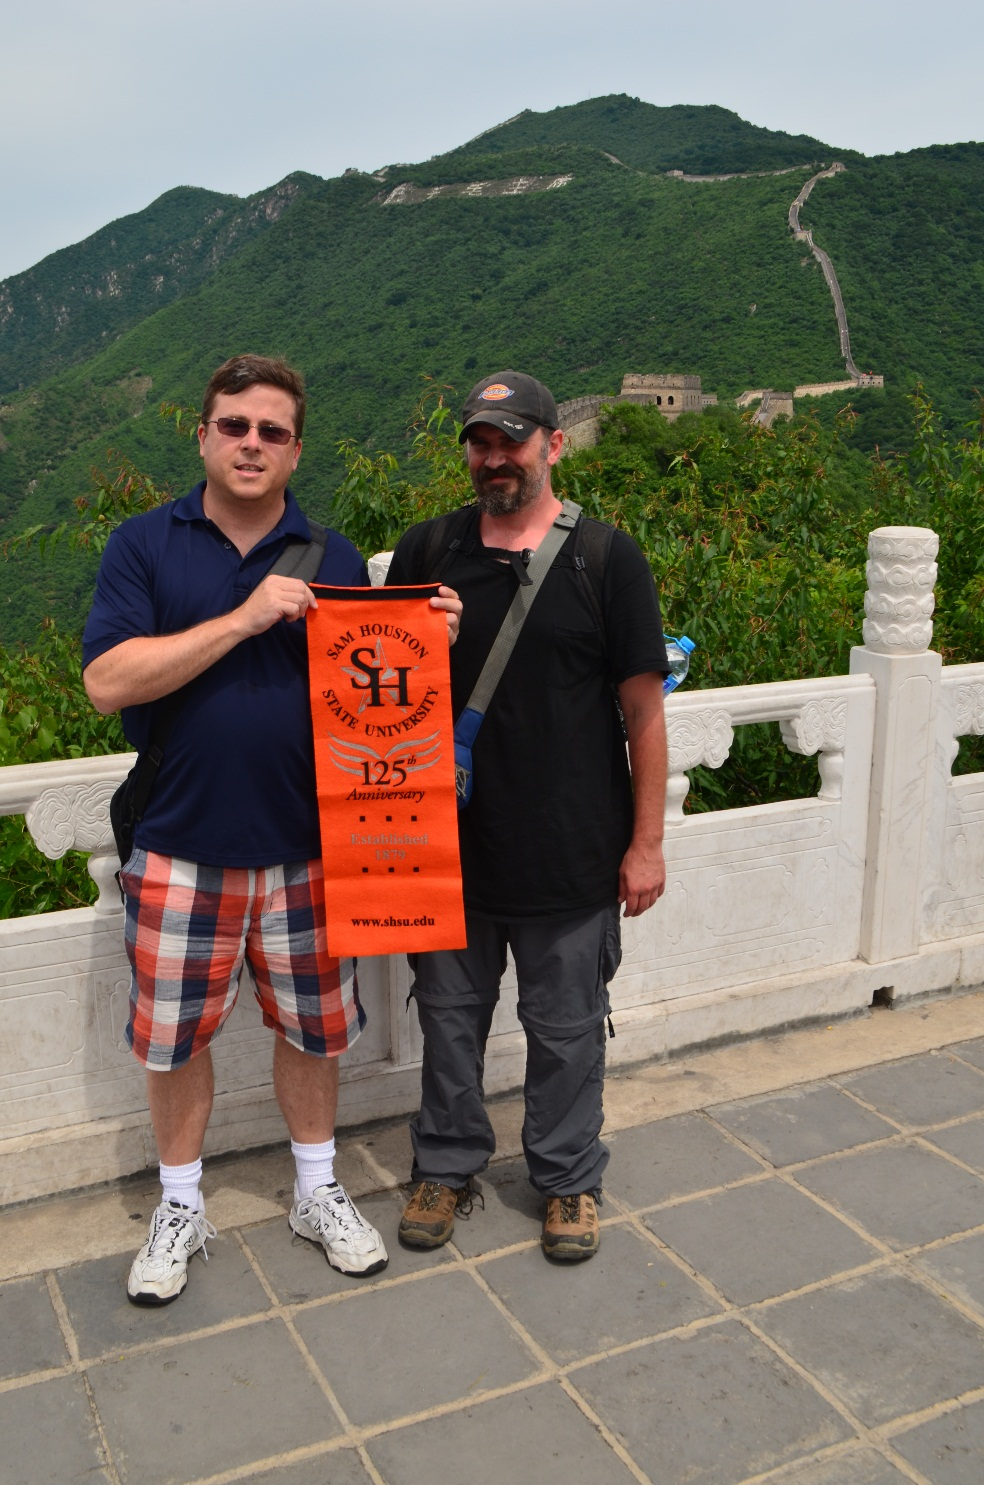 SAM HOUSTON
SH
STATE UNIVERSITY
125th
Anniversary
Established
1879
www.shsu.edu